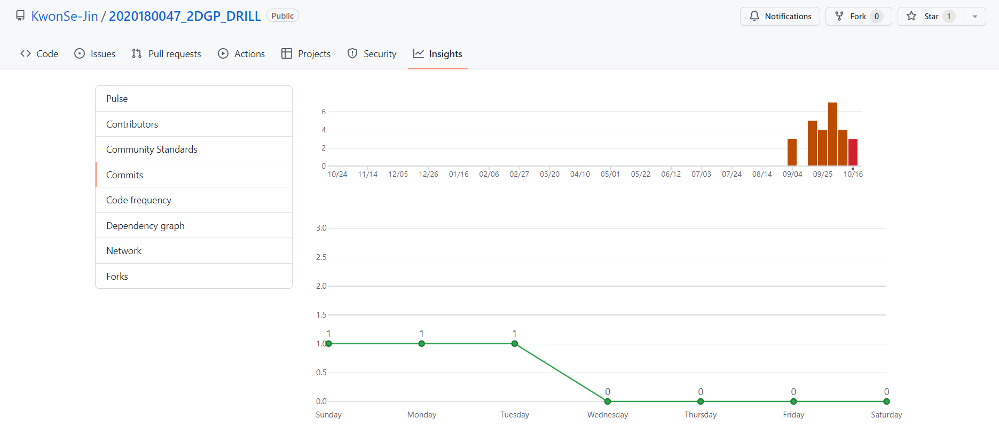 KwonSe-Jin / 2020180047_2DGP_DRILL Public
Notifications Fork 0 Star 1
Code Issues Pull requests Actions Projects Security Insights
Pulse
Contributors
Community Standards
Commits
Code frequency
Dependency graph
Network
Forks
6
4
2
0
10/24 11/14 12/05 12/26 01/16 02/06 02/27 03/20 04/10 05/01 05/22 06/12 07/03 07/24 08/14 09/04 09/25 10/16
3.0
2.5
2.0
1.5
1 1 1
1.0
0.5
0 0 0 0
0.0
Sunday Monday Tuesday Wednesday Thursday Friday Saturday